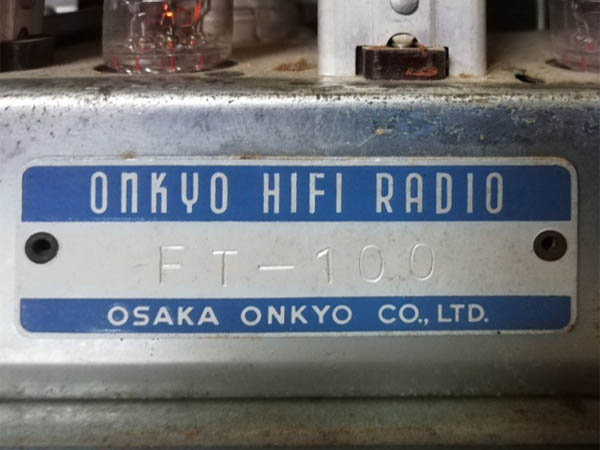 ONKYO HIFI RADIO
FT-100
OSAKA ONKYO CO., LTD.